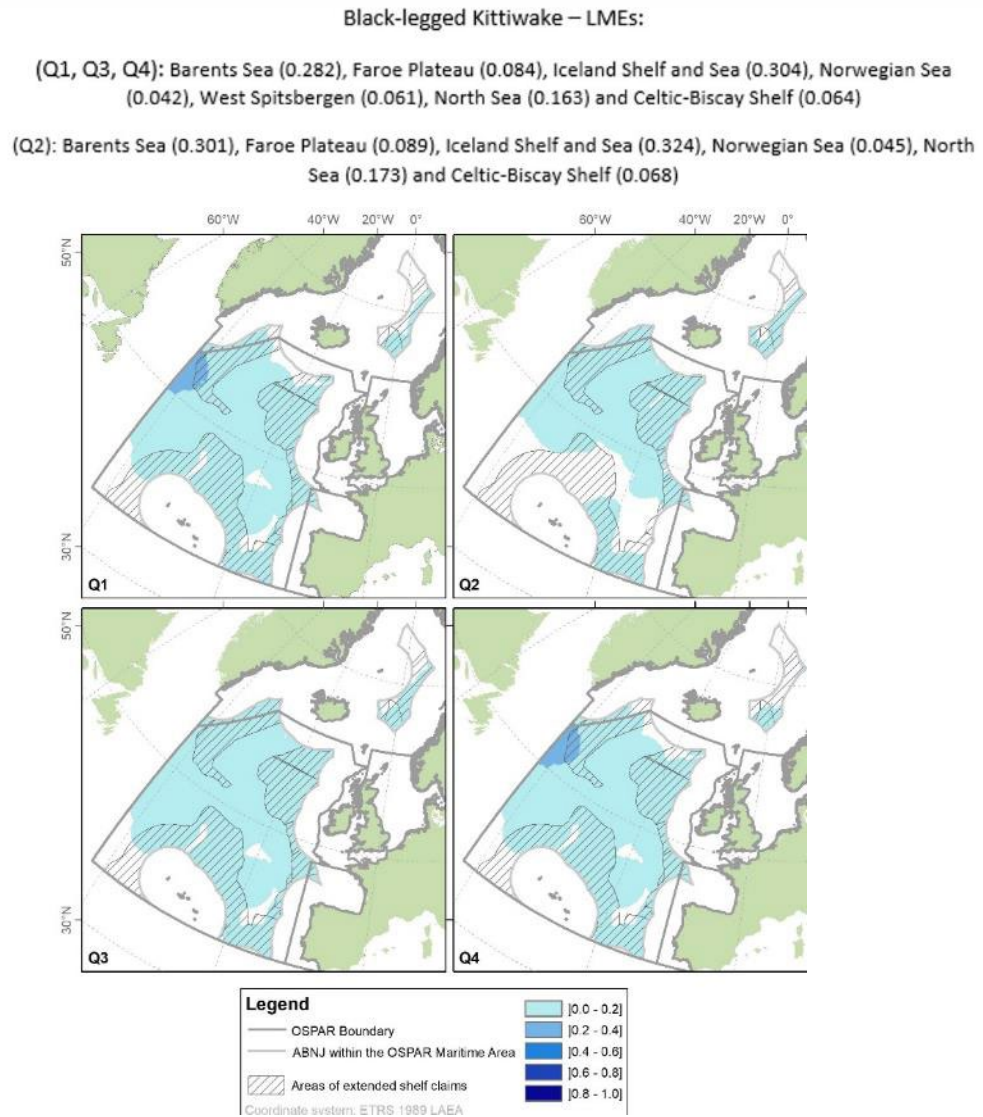 Black-legged Kittiwake – LMEs:
(Q1, Q3, Q4): Barents Sea (0.282), Faroe Plateau (0.084), Iceland Shelf and Sea (0.304), Norwegian Sea
(0.042), West Spitsbergen (0.061), North Sea (0.163) and Celtic-Biscay Shelf (0.064)
(Q2): Barents Sea (0.301), Faroe Plateau (0.089), Iceland Shelf and Sea (0.324), Norwegian Sea (0.045), North
Sea (0.173) and Celtic-Biscay Shelf (0.068)
60°W 40°W 20°W 0° 60°W 40°W 20°W 0°
50°N
30°N
Q1 Q2
50°N
30°N
Q3 Q4
Legend
OSPAR Boundary
ABNJ within the OSPAR Maritime Area
Areas of extended shelf claims
Coordinate system: ETRS 1989 LAEA
]0.0 - 0.2]
]0.2 - 0.4]
]0.4 - 0.6]
]0.6 - 0.8]
]0.8 - 1.0]